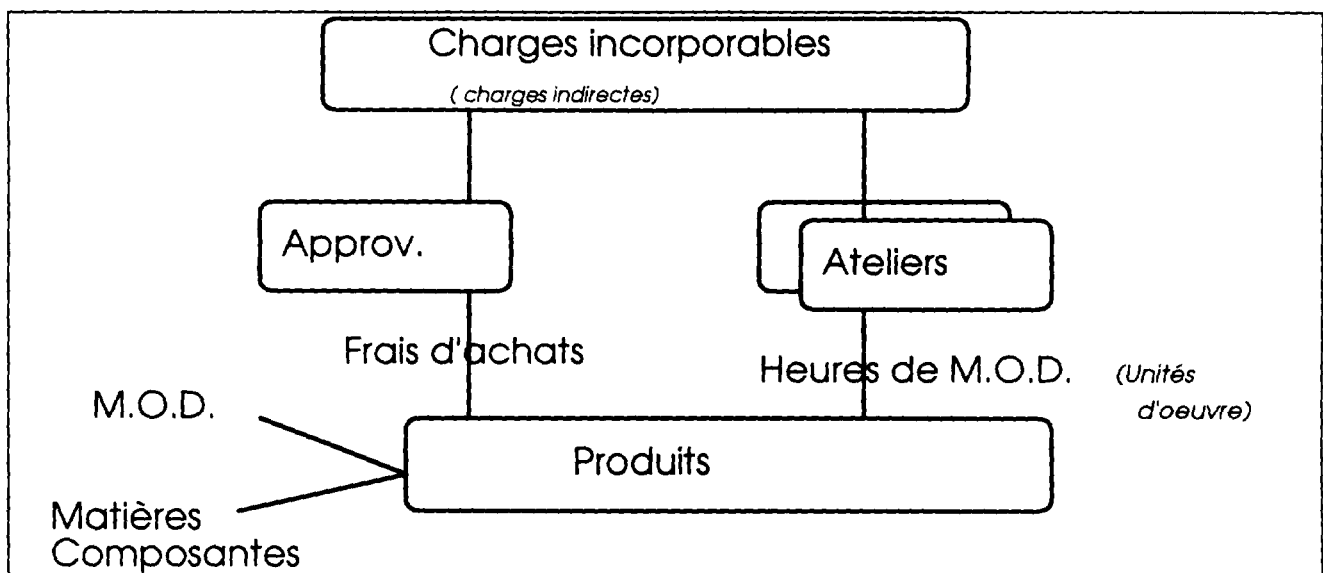 Charges incorporables
( charges indirectes)
Approv.
Ateliers
Frais d'achats
Heures de M.O.D. (Unités
d'oeuvre)
M.O.D.
Produits
Matières
Composantes